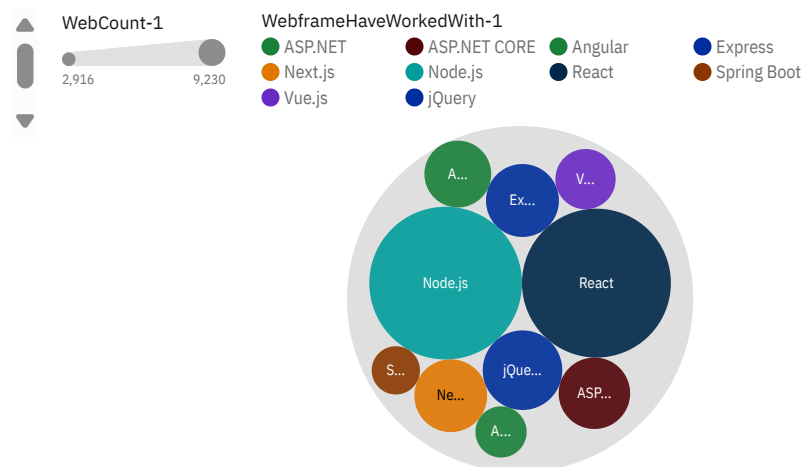 WebCount-1
2,916 9,230
WebframeHaveWorkedWith-1
ASP.NET ASP.NET CORE Angular Express
Next.js Node.js React Spring Boot
Vue.js jQuery
A...
V...
Ex...
Node.js
React
S...
jQue...
Ne...
ASP...
A...